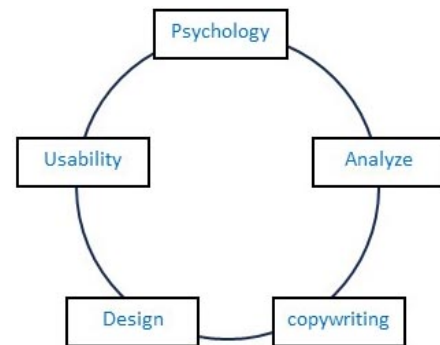 Psychology
Usability
Analyze
Design
copywriting